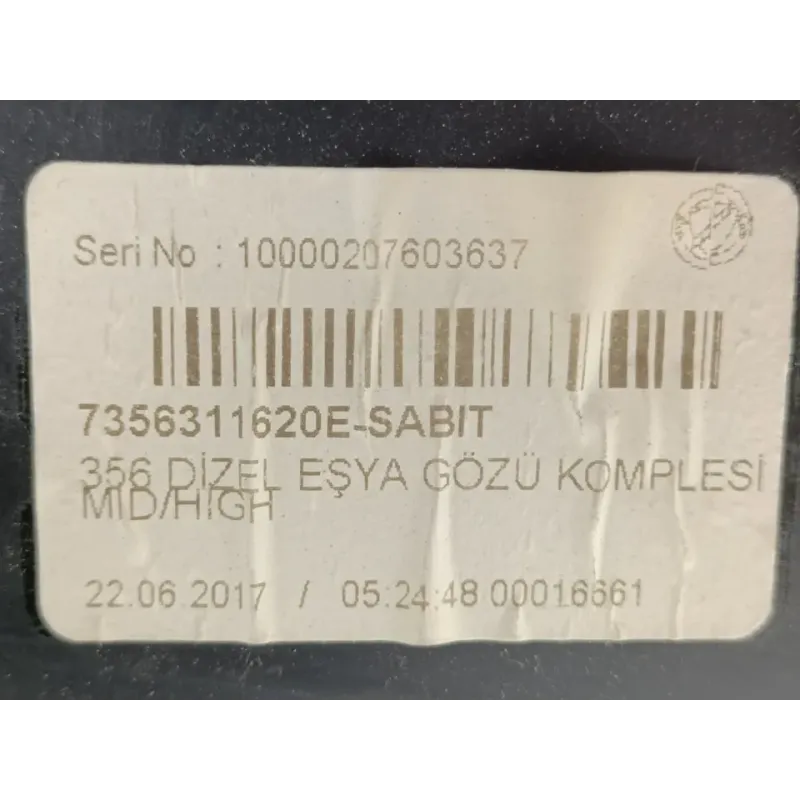 Seri No : 10000207603637
7356311620E-SABIT
356 DİZEL EŞYA GÖZÜ KOMPLESİ
MID/HIGH
22.06.2017 / 05:24:48 00016661